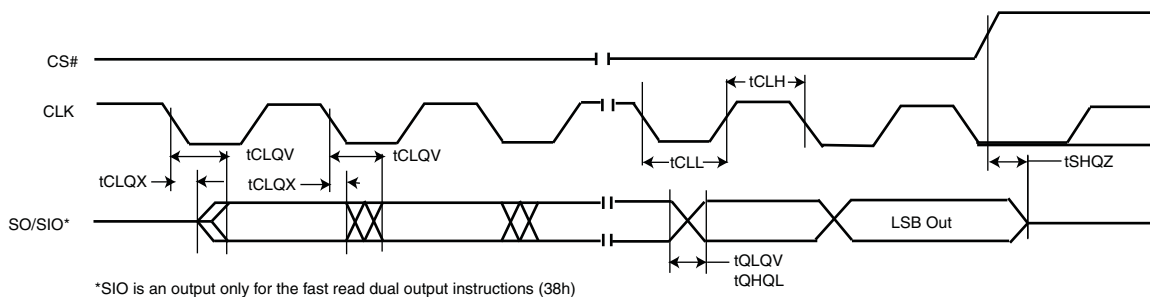 CS#
tCLH
CLK
tCLQV
tCLQV
tCLL
tSHQZ
tCLQX
tCLQX
SO/SIO*
LSB Out
tQLQV
tQHQL
*SIO is an output only for the fast read dual output instructions (38h)